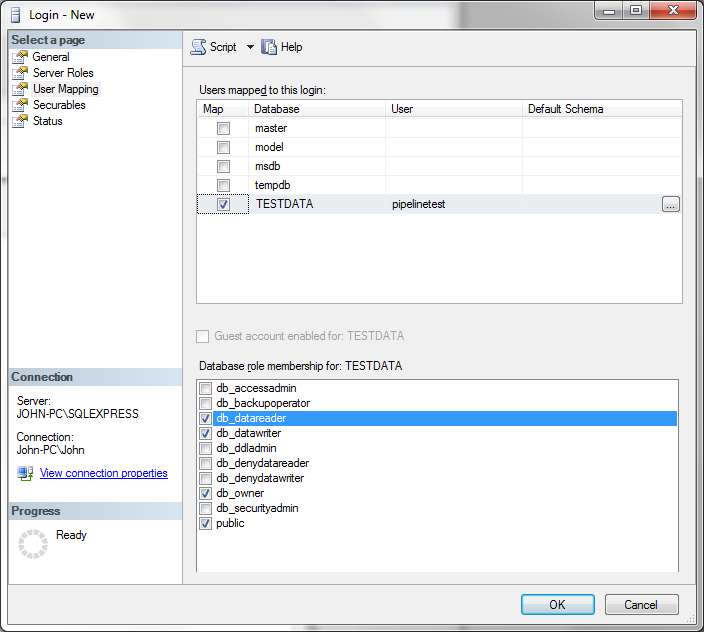 Login - New
Select a page
General
Server Roles
User Mapping
Securables
Status
Script Help
Users mapped to this login:
Map Database User Default Schema
master
model
msdb
tempdb
TESTDATA pipelinetest ...
Guest account enabled for: TESTDATA
Database role membership for: TESTDATA
db_accessadmin
db_backupoperator
db_datareader
db_datawriter
db_ddladmin
db_denydatareader
db_denydatawriter
db_owner
db_securityadmin
public
Connection
Server:
JOHN-PC\SQLEXPRESS
Connection:
John-PC\John
View connection properties
Progress
Ready
OK Cancel